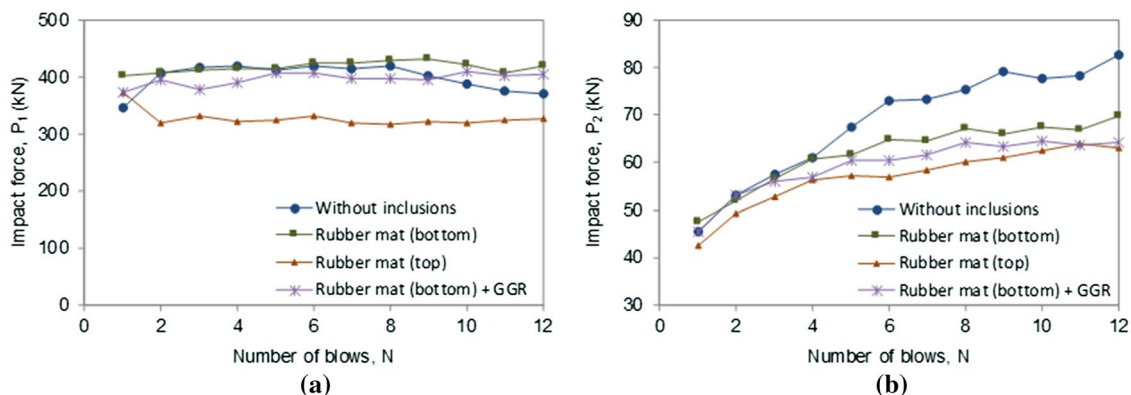 500
400
300
200
100
0
Impact force, P₁ (kN)
Without inclusions
Rubber mat (bottom)
Rubber mat (top)
Rubber mat (bottom) + GGR
0 2 4 6 8 10 12
Number of blows, N
(a)
90
80
70
60
50
40
30
Impact force, P₂ (kN)
Without inclusions
Rubber mat (bottom)
Rubber mat (top)
Rubber mat (bottom) + GGR
0 2 4 6 8 10 12
Number of blows, N
(b)